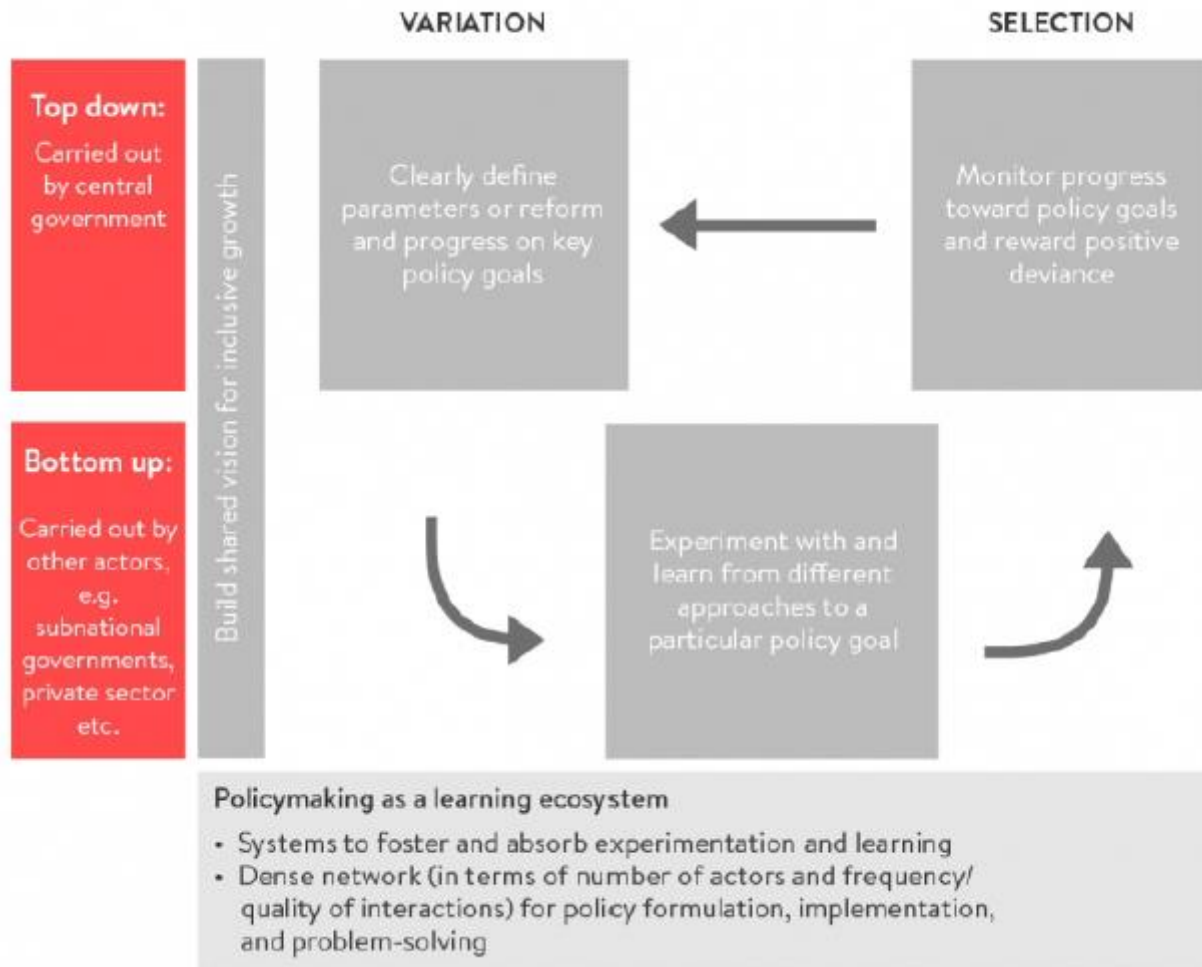 VARIATION
SELECTION
Top down:
Carried out
by central
government
Build shared vision for inclusive growth
Clearly define
parameters or reform
and progress on key
policy goals
Monitor progress
toward policy goals
and reward positive
deviance
Bottom up:
Carried out by
other actors,
e.g.
subnational
governments,
private sector
etc.
Experiment with and
learn from different
approaches to a
particular policy goal
Policymaking as a learning ecosystem
• Systems to foster and absorb experimentation and learning
• Dense network (in terms of number of actors and frequency/
quality of interactions) for policy formulation, implementation,
and problem-solving